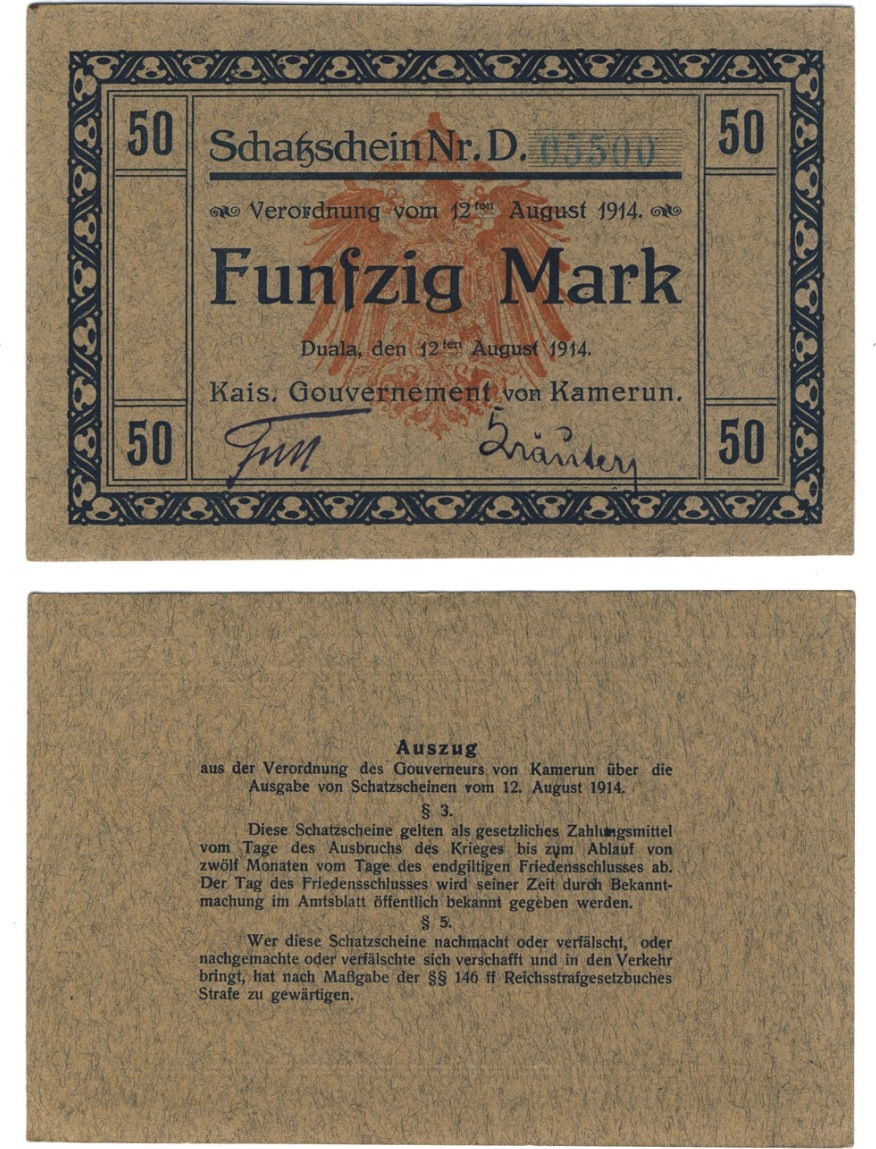 50
50
Schatzschein Nr. D. 05500
Verordnung vom 12ten August 1914.
Funfzig Mark
Duala, den 12ten August 1914.
Kais. Gouvernement von Kamerun.
50
50
Auszug
aus der Verordnung des Gouverneurs von Kamerun über die
Ausgabe von Schatzscheinen vom 12. August 1914.
§ 3.
Diese Schatzscheine gelten als gesetzliches Zahlungsmittel
vom Tage des Ausbruchs des Krieges bis zum Ablauf von
zwölf Monaten vom Tage des endgiltigen Friedensschlusses ab.
Der Tag des Friedensschlusses wird seiner Zeit durch Bekannt-
machung im Amtsblatt öffentlich bekannt gegeben werden.
§ 5.
Wer diese Schatzscheine nachmacht oder verfälscht, oder
nachgemachte oder verfälschte sich verschafft und in den Verkehr
bringt, hat nach Maßgabe der §§ 146 ff Reichsstrafgesetzbuches
Strafe zu gewärtigen.